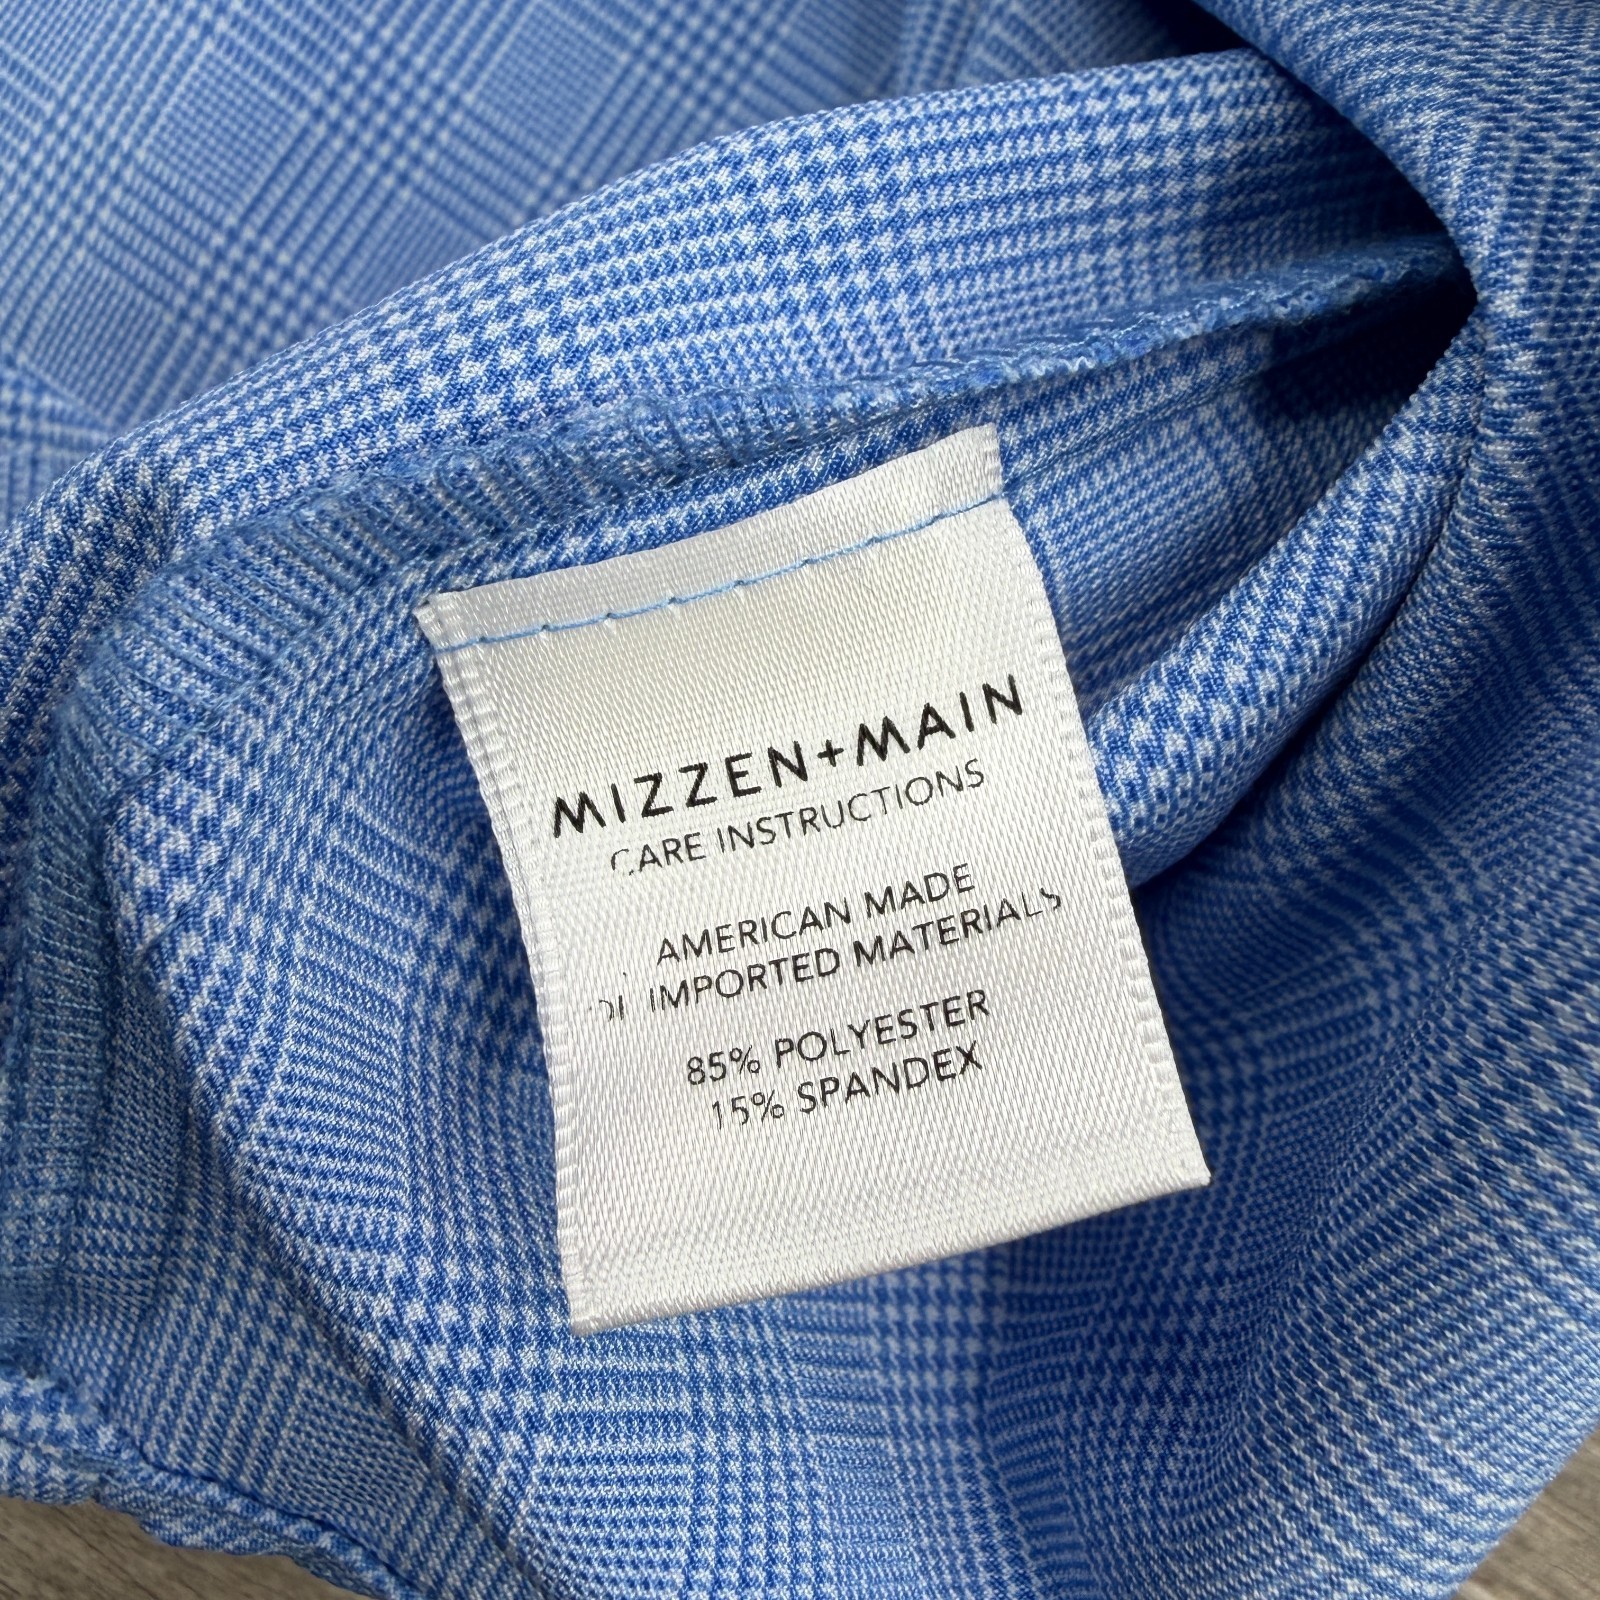 MIZZEN+MAIN
CARE INSTRUCTIONS
AMERICAN MADE
IMPORTED MATERIALS
85% POLYESTER
15% SPANDEX